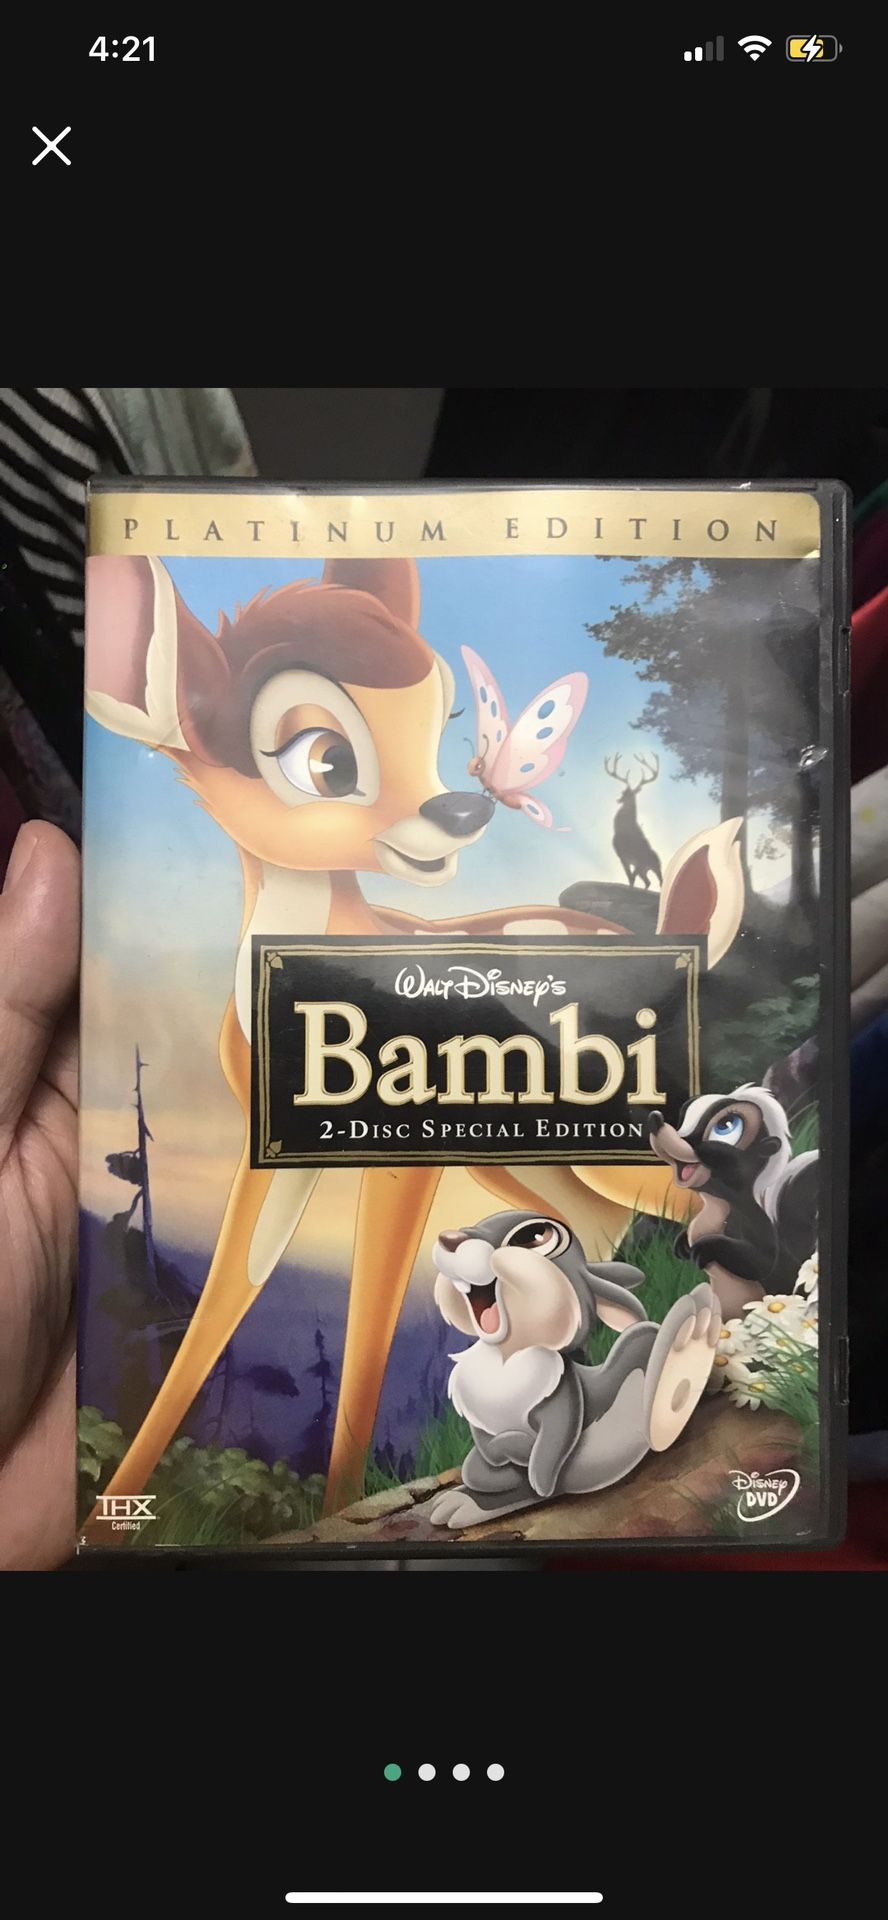 4:21
PLATINUM EDITION
WALT DISNEY'S
Bambi
2-DISC SPECIAL EDITION
THX
Certified
DISNEY
DVD